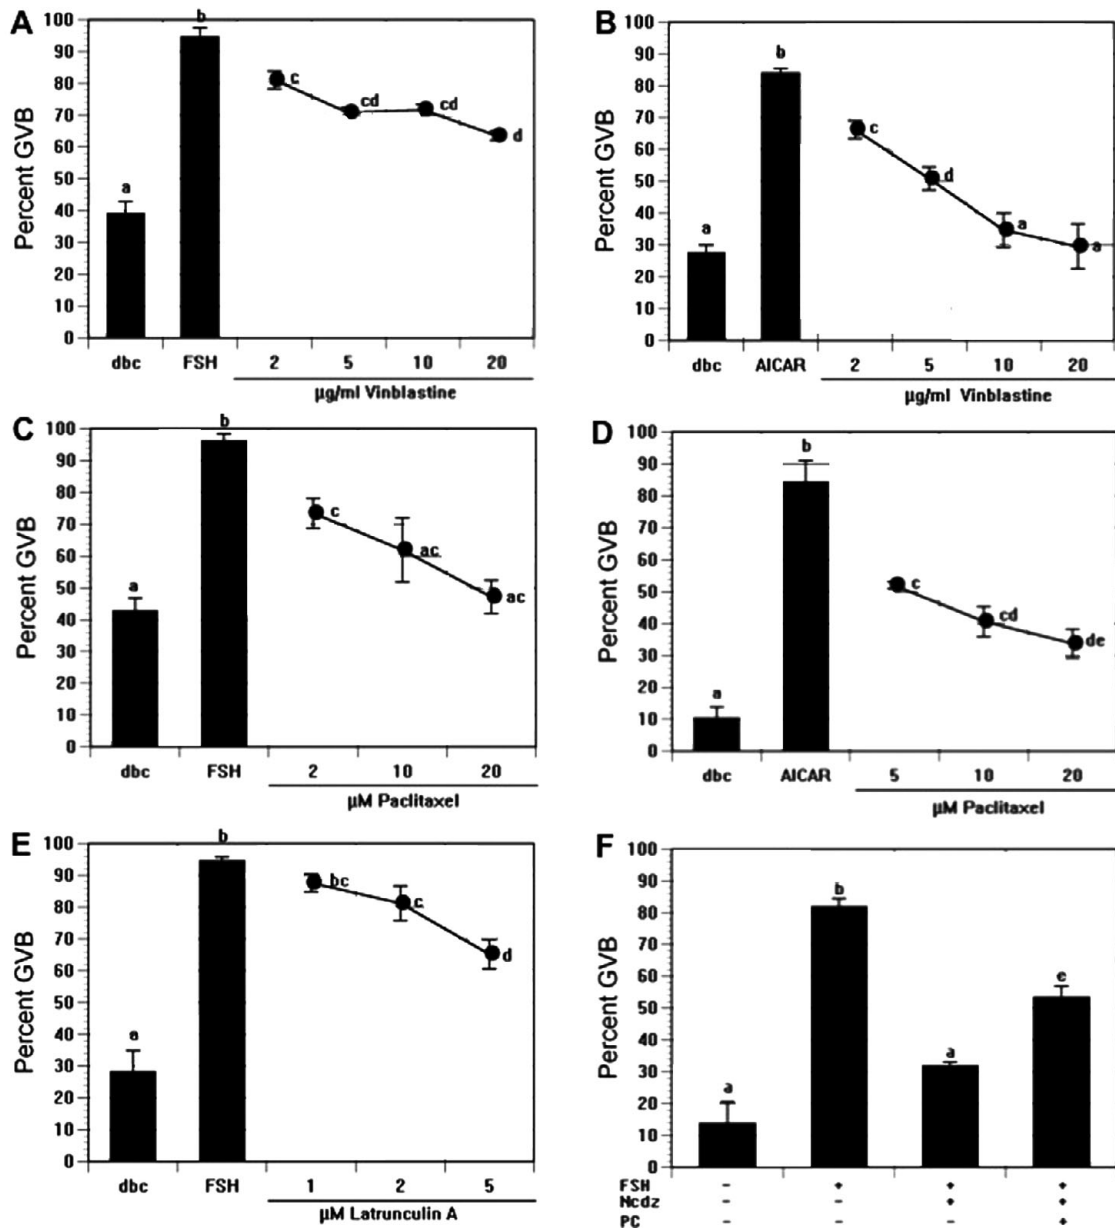 A
Percent GVB
100
90
80
70
60
50
40
30
20
10
0
a
b
c
cd
cd
d
dbc FSH 2 5 10 20
µg/ml Vinblastine
B
Percent GVB
100
90
80
70
60
50
40
30
20
10
0
a
b
c
d
a
a
dbc AICAR 2 5 10 20
µg/ml Vinblastine
C
Percent GVB
100
90
80
70
60
50
40
30
20
10
0
a
b
c
ac
ac
dbc FSH 2 10 20
µM Paclitaxel
D
Percent GVB
100
90
80
70
60
50
40
30
20
10
0
a
b
c
cd
de
dbc AICAR 5 10 20
µM Paclitaxel
E
Percent GVB
100
90
80
70
60
50
40
30
20
10
0
a
b
bc
c
d
dbc FSH 1 2 5
µM Latrunculin A
F
Percent GVB
100
90
80
70
60
50
40
30
20
10
0
a
b
a
e
FSH - + + +
Ncdz - - + +
PC - - - +